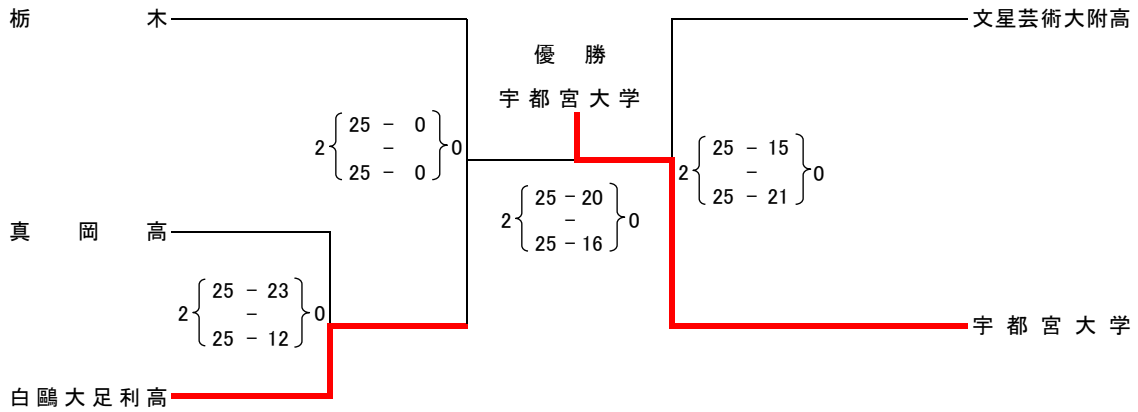 栃木
文星芸術大附高
優勝
宇都宮大学
2 25 - 0 0
-
25 - 0
2 25 - 15 0
-
25 - 21
2 25 - 20 0
-
25 - 16
真岡高
2 25 - 23 0
-
25 - 12
宇都宮大学
白鷗大足利高